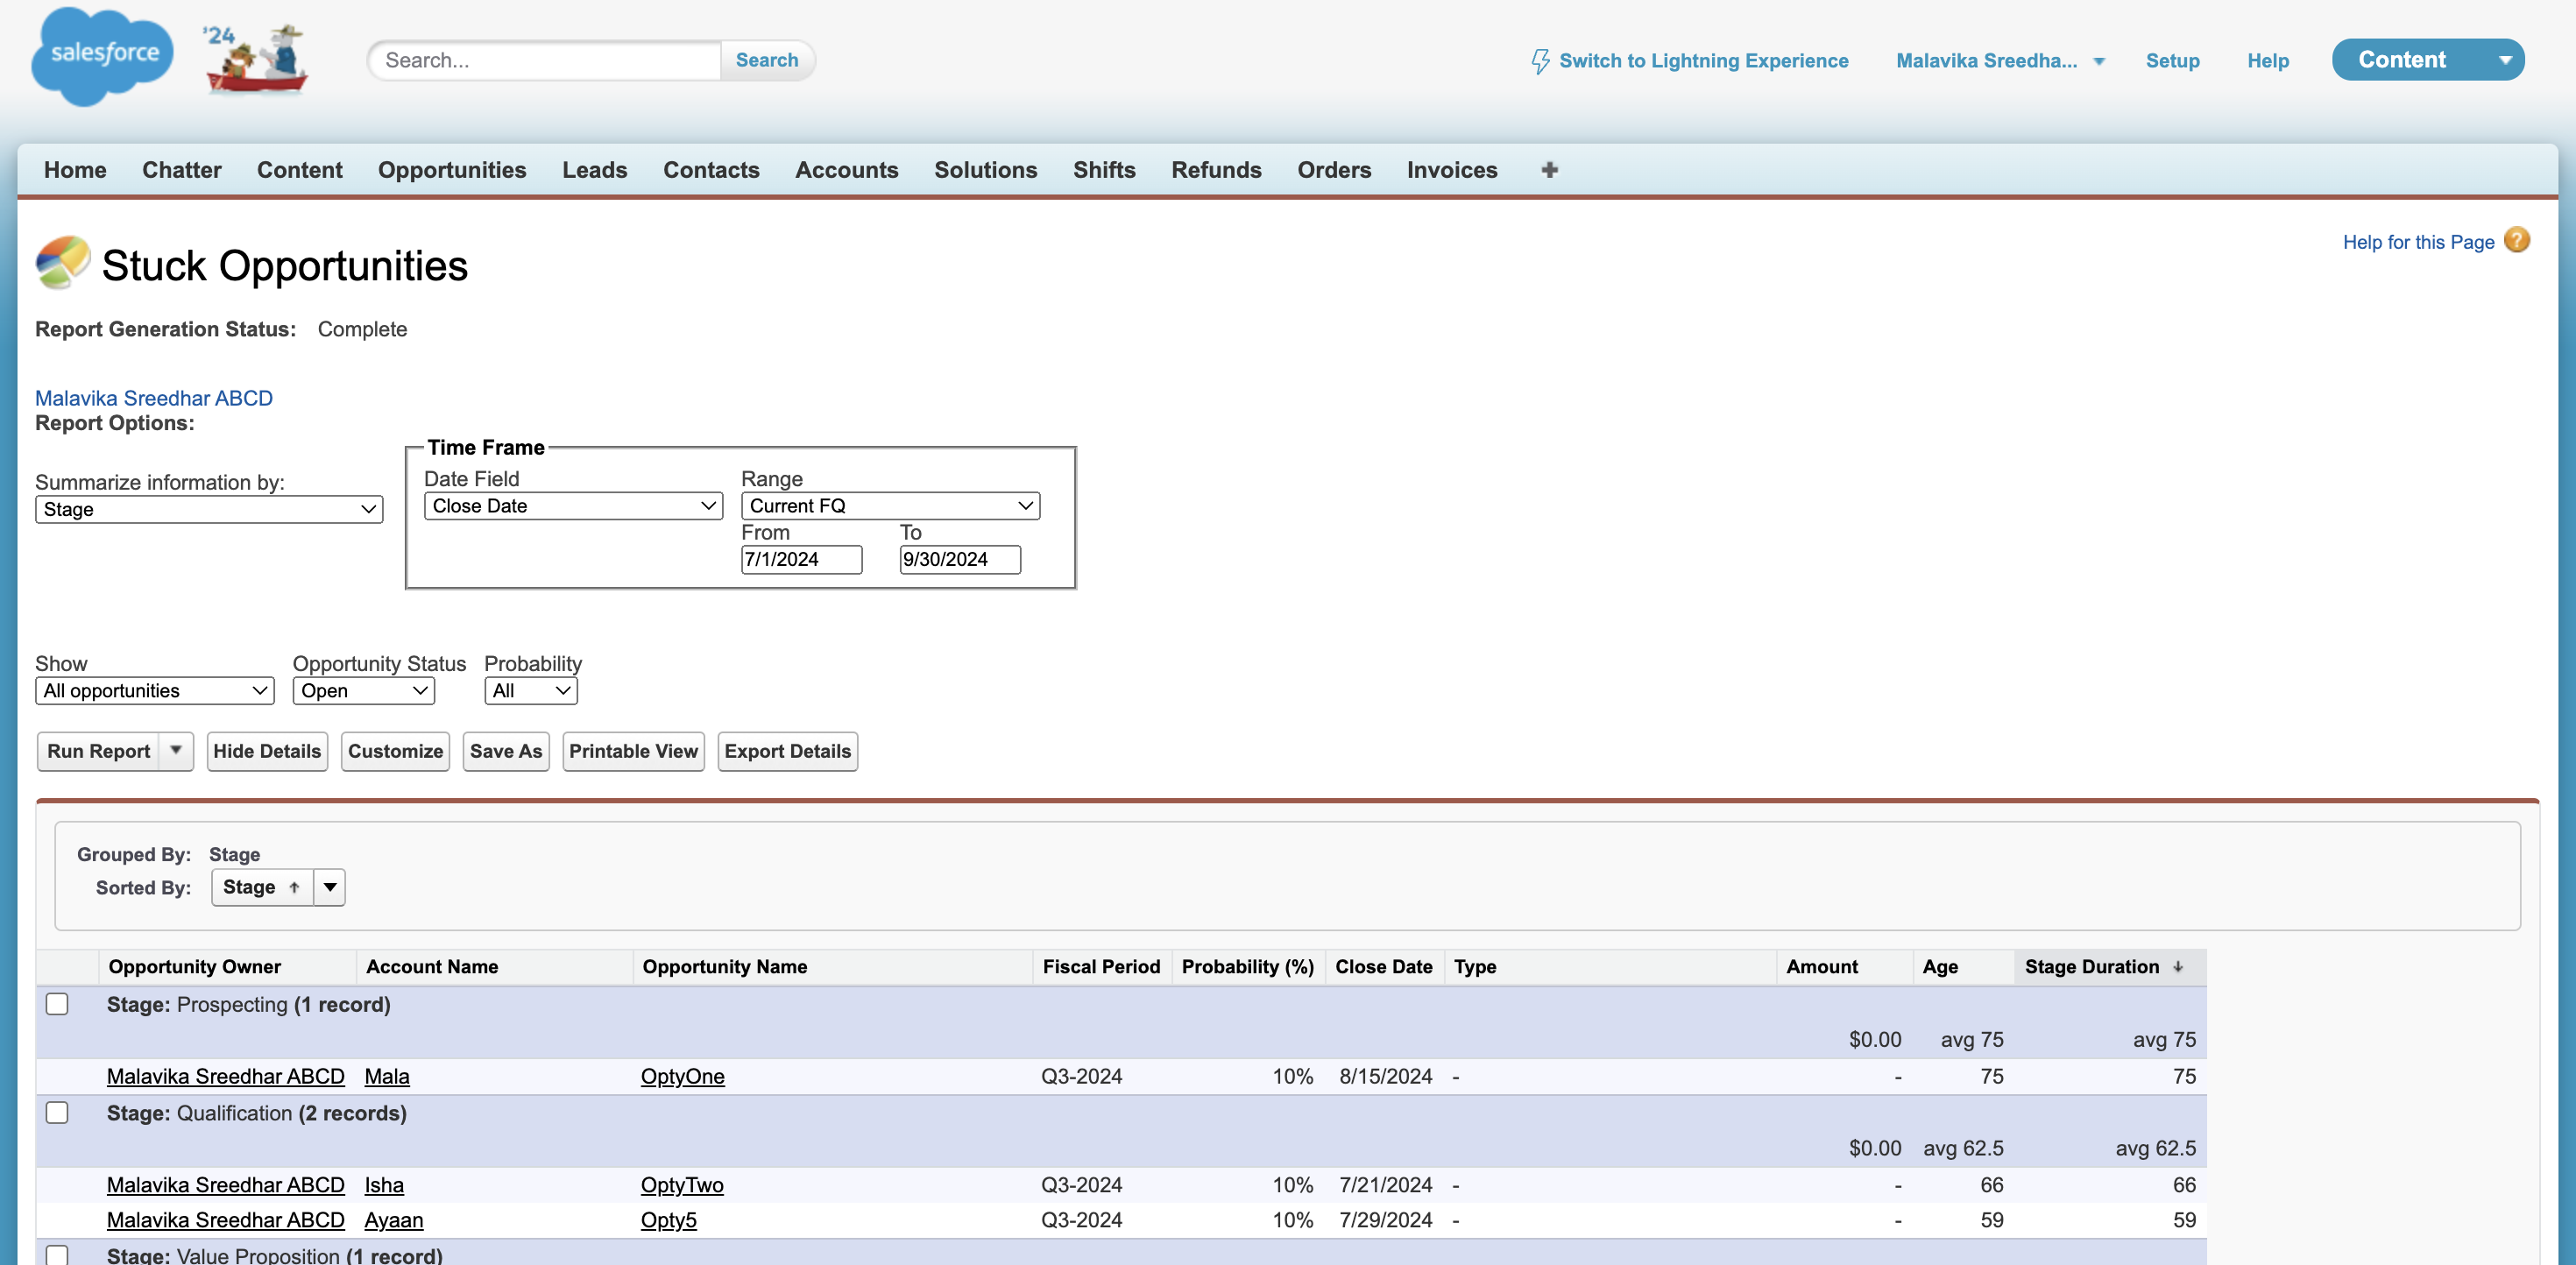 salesforce
'24
Search...
Search
Switch to Lightning Experience
Malavika Sreedha...
Setup
Help
Content
Home Chatter Content Opportunities Leads Contacts Accounts Solutions Shifts Refunds Orders Invoices +
Stuck Opportunities
Help for this Page ?
Report Generation Status: Complete
Malavika Sreedhar ABCD
Report Options:
Summarize information by:
Stage
Time Frame
Date Field Range
Close Date Current FQ
From To
7/1/2024 9/30/2024
Show Opportunity Status Probability
All opportunities Open All
Run Report Hide Details Customize Save As Printable View Export Details
Grouped By: Stage
Sorted By: Stage ↑
Opportunity Owner Account Name Opportunity Name Fiscal Period Probability (%) Close Date Type Amount Age Stage Duration ↓
Stage: Prospecting (1 record)
$0.00 avg 75 avg 75
Malavika Sreedhar ABCD Mala OptyOne Q3-2024 10% 8/15/2024 - - 75 75
Stage: Qualification (2 records)
$0.00 avg 62.5 avg 62.5
Malavika Sreedhar ABCD Isha OptyTwo Q3-2024 10% 7/21/2024 - - 66 66
Malavika Sreedhar ABCD Ayaan Opty5 Q3-2024 10% 7/29/2024 - - 59 59
Stage: Value Proposition (1 record)